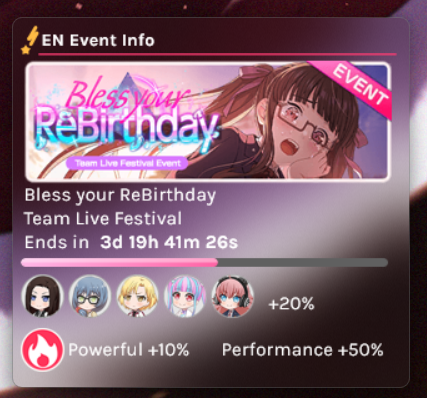 EN Event Info
EVENT
Bless your
ReBirthday
Team Live Festival Event
Bless your ReBirthday
Team Live Festival
Ends in 3d 19h 41m 26s
+20%
Powerful +10% Performance +50%